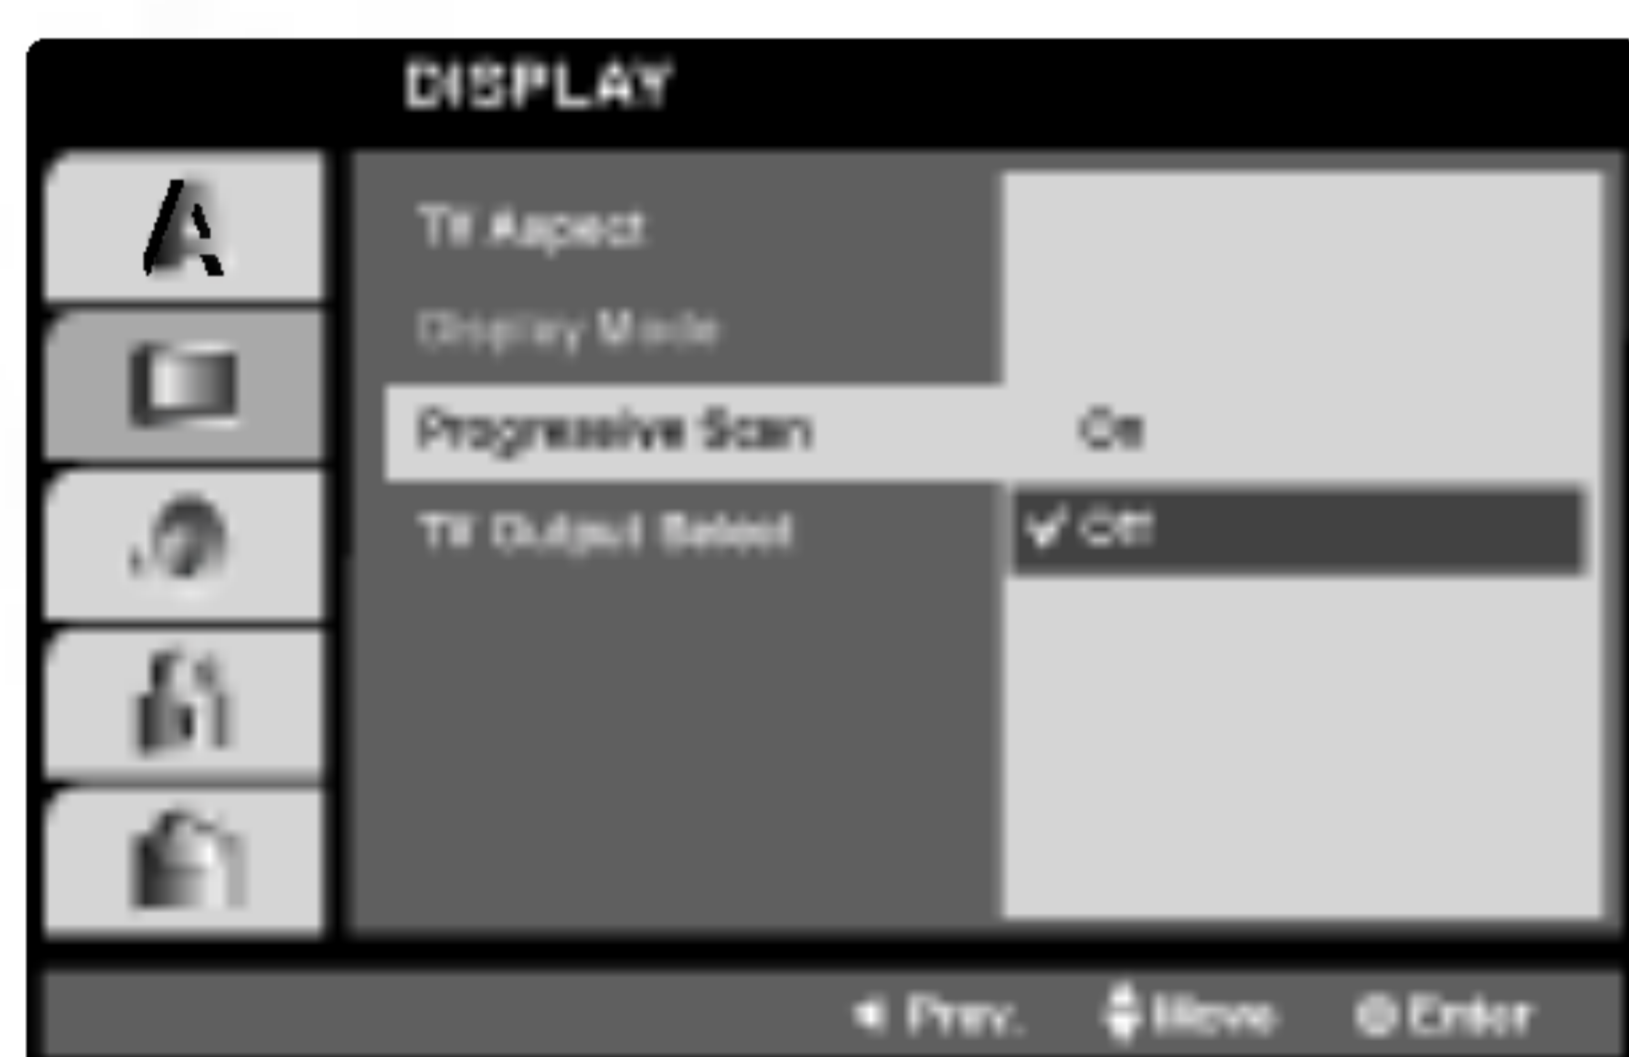 DISPLAY
TV Aspect
Display Mode
Progressive Scan On
TV Output Select ✔ Off
Prev. Move Enter